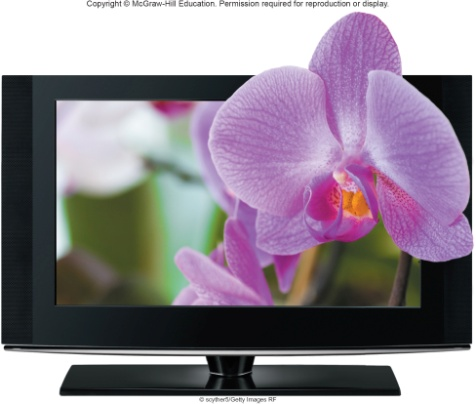 Copyright © McGraw-Hill Education. Permission required for reproduction or display.
© scyther5/Getty Images RF